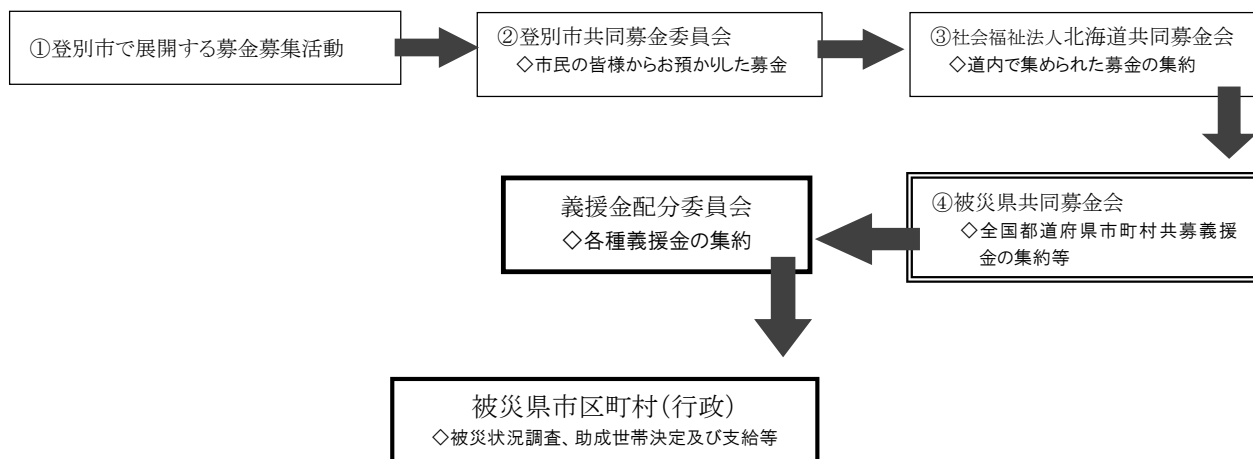 ①登別市で展開する募金募集活動
②登別市共同募金委員会
◇市民の皆様からお預かりした募金
③社会福祉法人北海道共同募金会
◇道内で集められた募金の集約
④被災県共同募金会
◇全国都道府県市町村共募義援
金の集約等
義援金配分委員会
◇各種義援金の集約
被災県市区町村（行政）
◇被災状況調査、助成世帯決定及び支給等